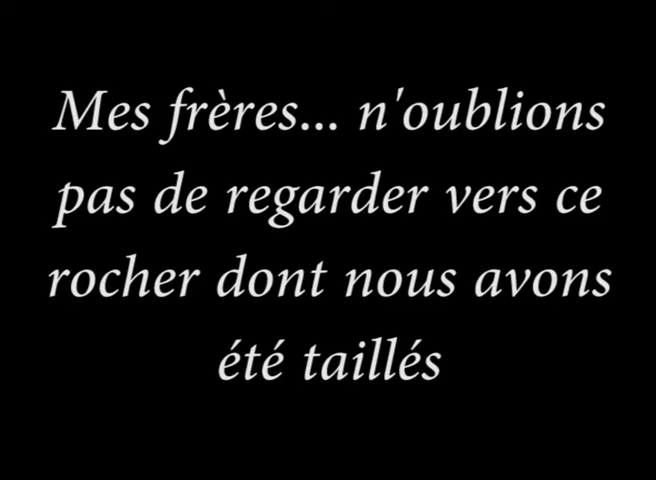 Mes frères... n'oublions
pas de regarder vers ce
rocher dont nous avons
été taillés